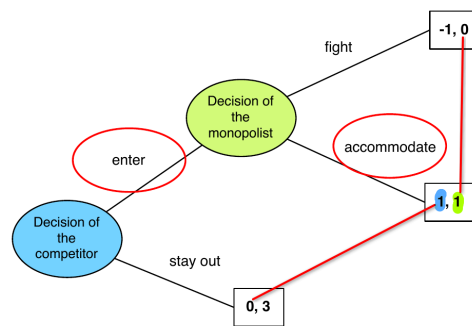 -1, 0
fight
Decision of
the
monopolist
accommodate
enter
1, 1
Decision of
the
competitor
stay out
0, 3